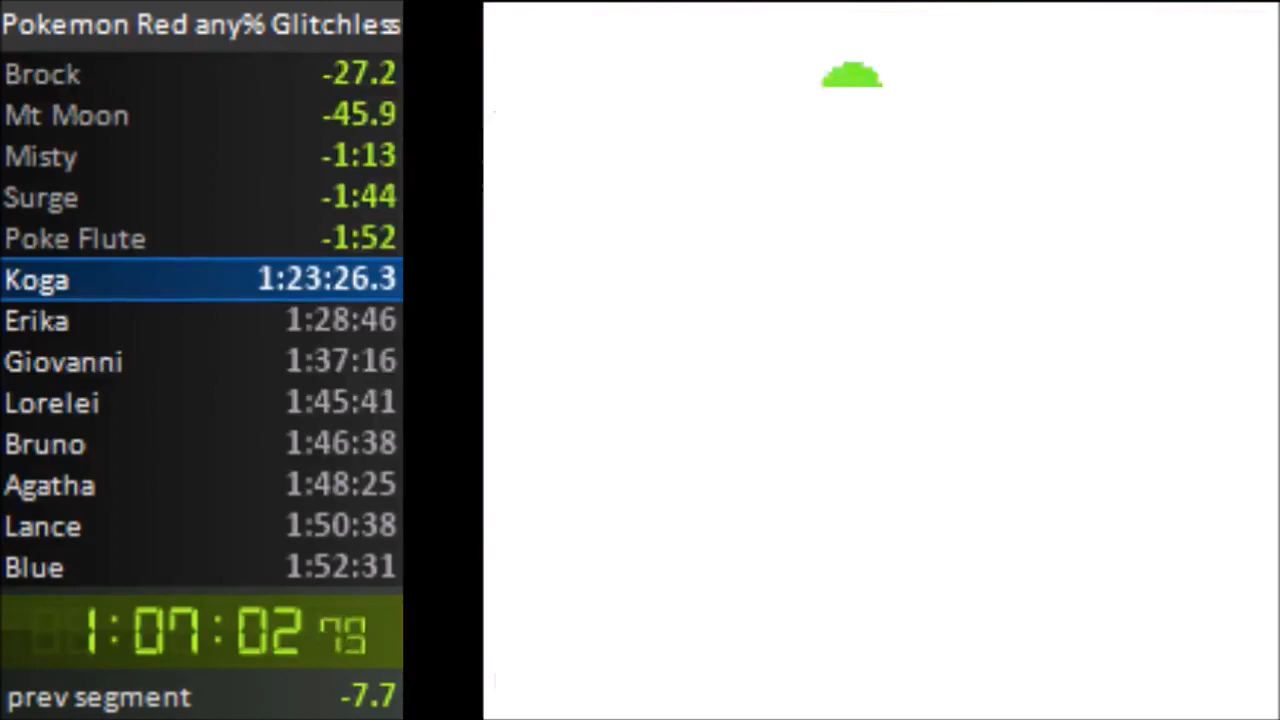 Pokemon Red any% Glitchless
Brock -27.2
Mt Moon -45.9
Misty -1:13
Surge -1:44
Poke Flute -1:52
Koga 1:23:26.3
Erika 1:28:46
Giovanni 1:37:16
Lorelei 1:45:41
Bruno 1:46:38
Agatha 1:48:25
Lance 1:50:38
Blue 1:52:31
1:07:02
prev segment -7.7